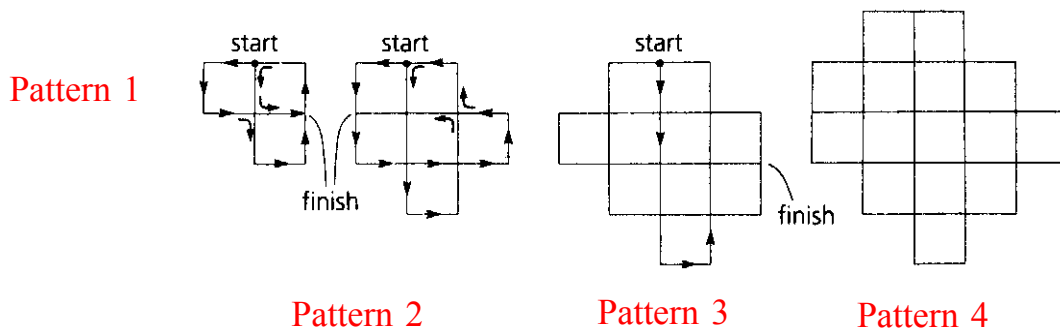 start
start
start
Pattern 1
finish
finish
Pattern 2
Pattern 3
Pattern 4